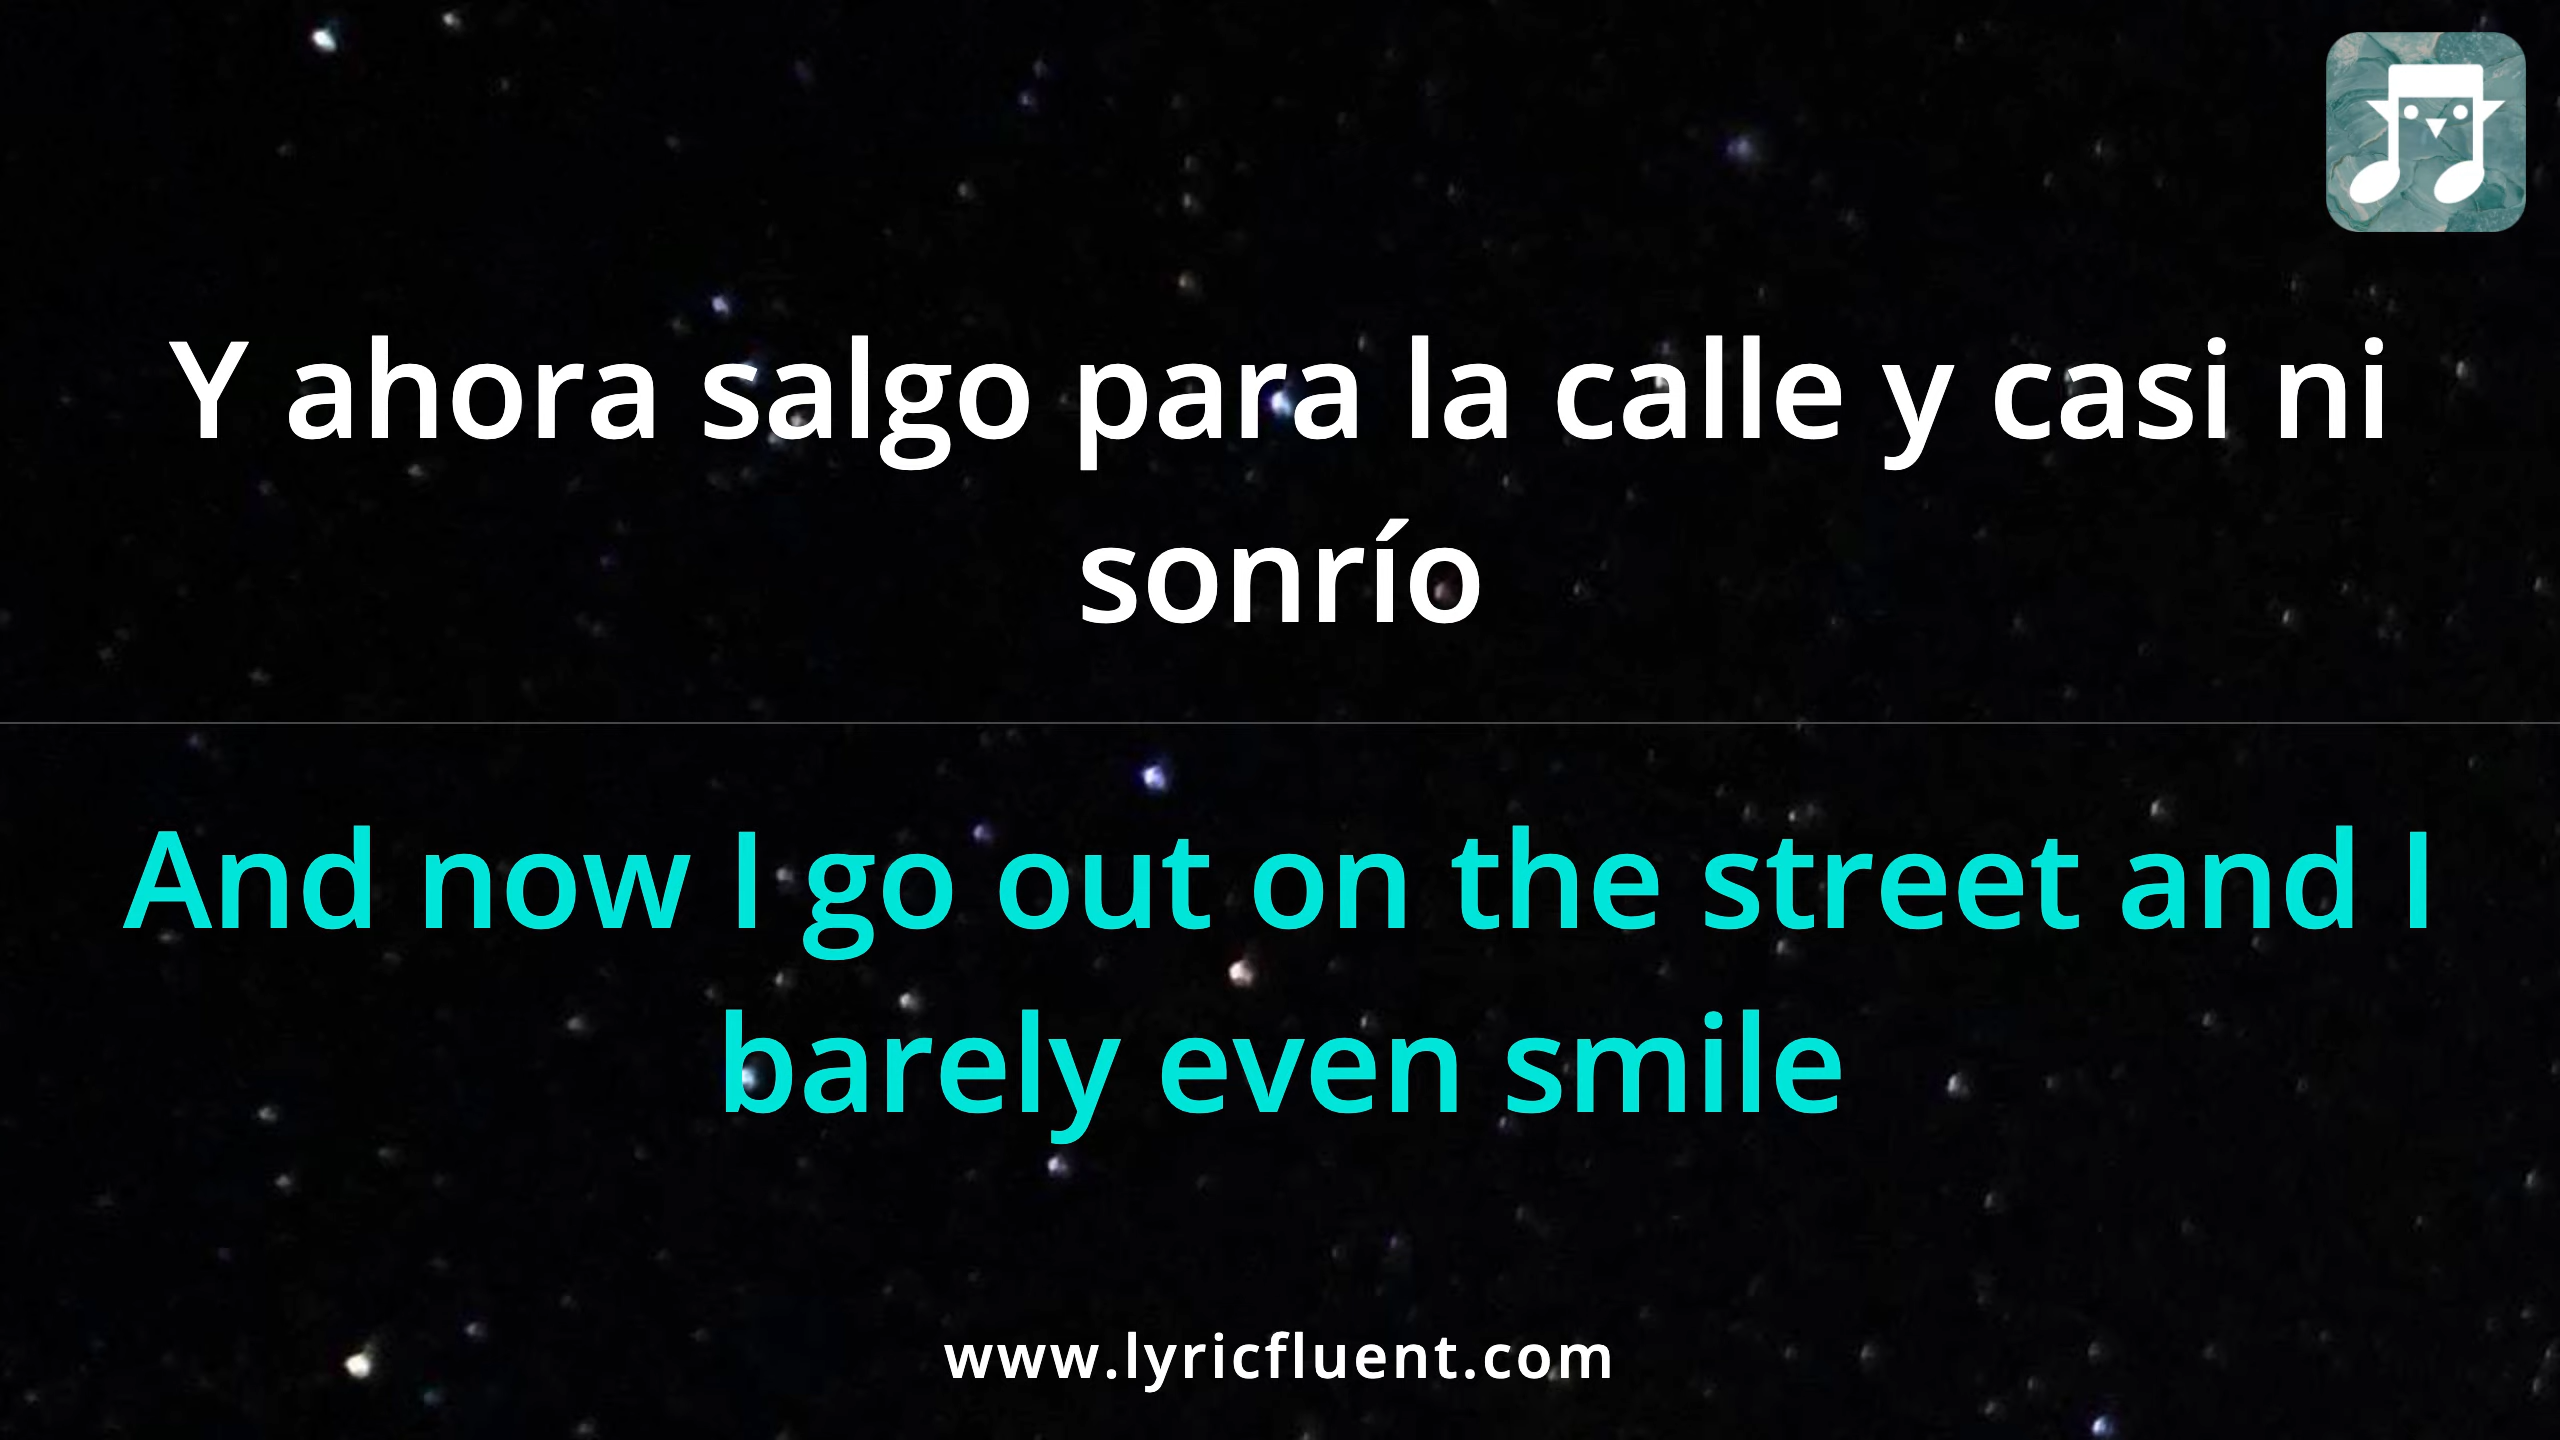 Y ahora salgo para la calle y casi ni
sonrío
And now I go out on the street and I
barely even smile
www.lyricfluent.com